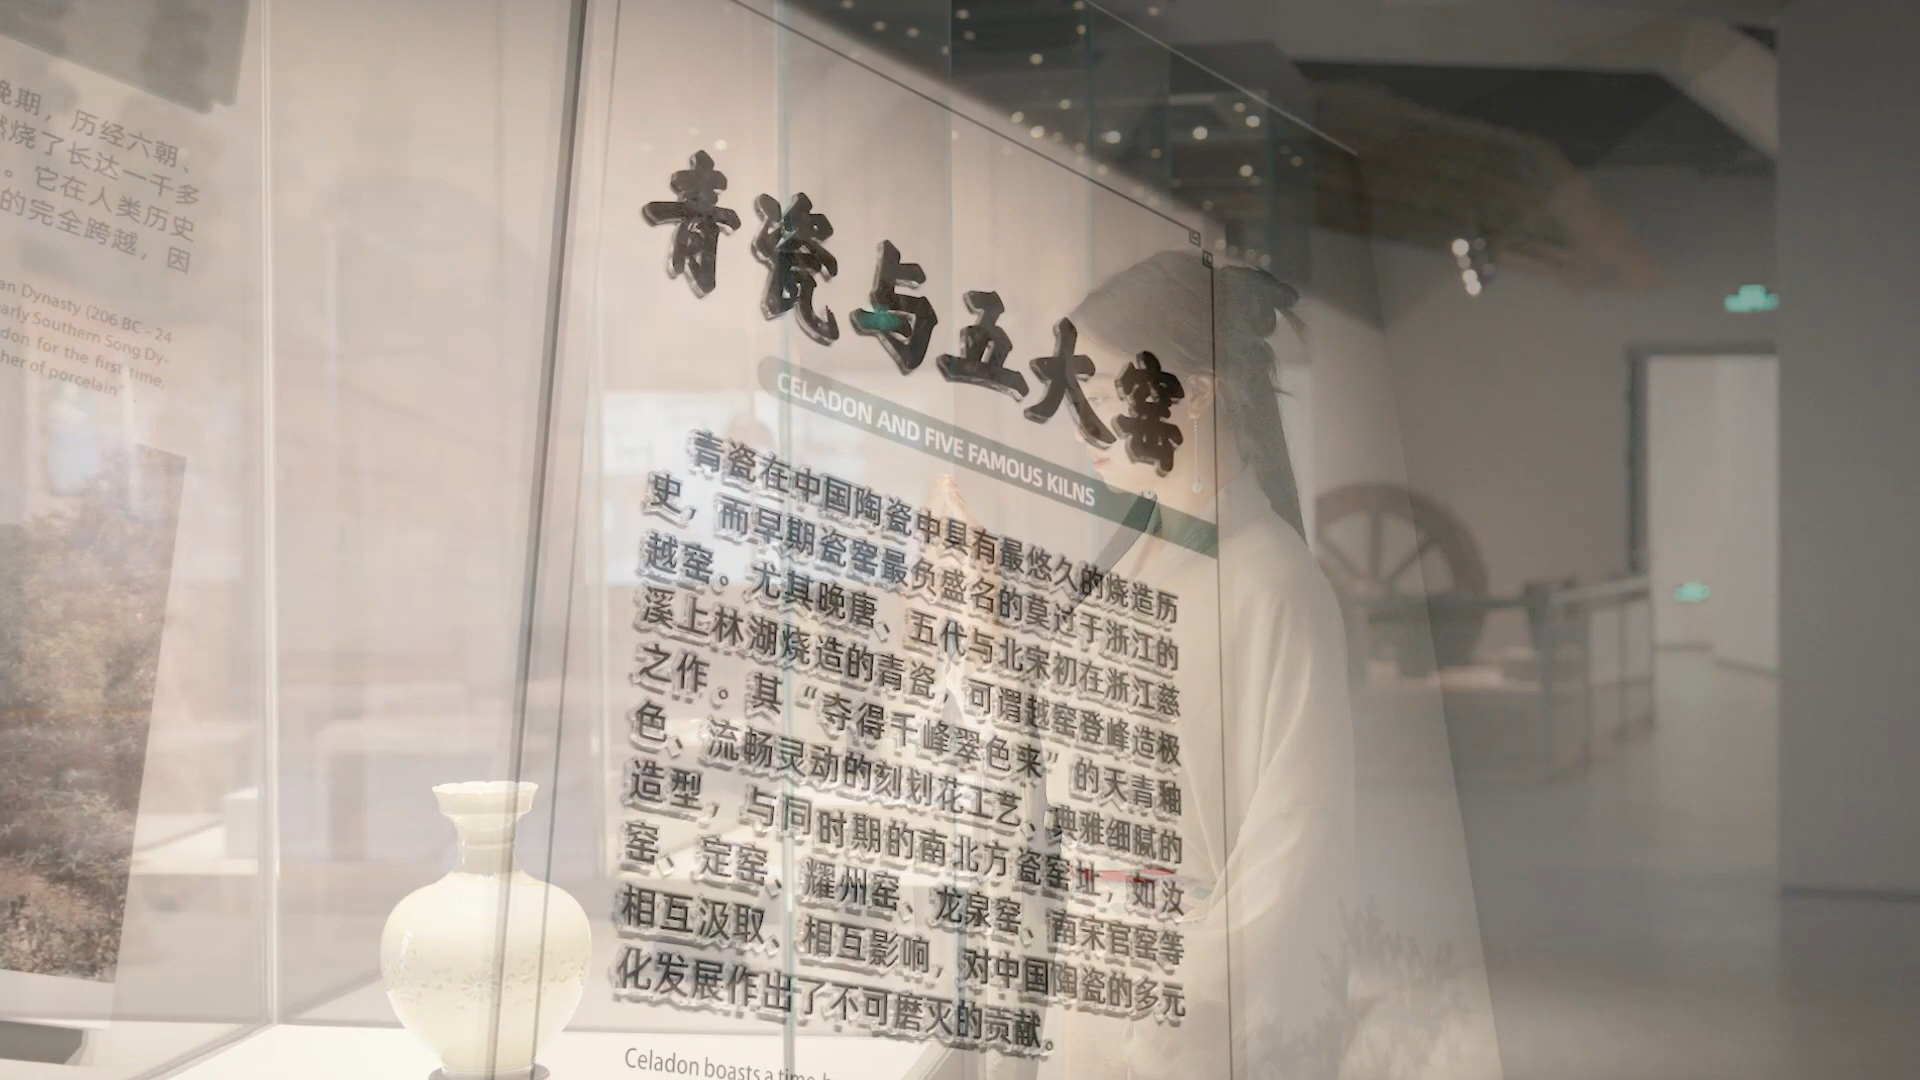 晚期，历经六朝、
燃烧了长达一千多
。它在人类历史
的完全跨越，因
an Dynasty (206 BC - 24
arly Southern Song Dy-
don for the first time,
her of porcelain".
青瓷与五大窑
CELADON AND FIVE FAMOUS KILNS
青瓷在中国陶瓷中具有最悠久的烧造历
史，而早期瓷窑最负盛名的莫过于浙江的
越窑。尤其晚唐、五代与北宋初在浙江慈
溪上林湖烧造的青瓷，可谓越窑登峰造极
之作。其“夺得千峰翠色来”的天青釉
色、流畅灵动的刻划花工艺、典雅细腻的
造型，与同时期的南北方瓷窑址，如汝
窑、定窑、耀州窑、龙泉窑、南宋官窑等
相互汲取、相互影响，对中国陶瓷的多元
化发展作出了不可磨灭的贡献。
Celadon boasts a